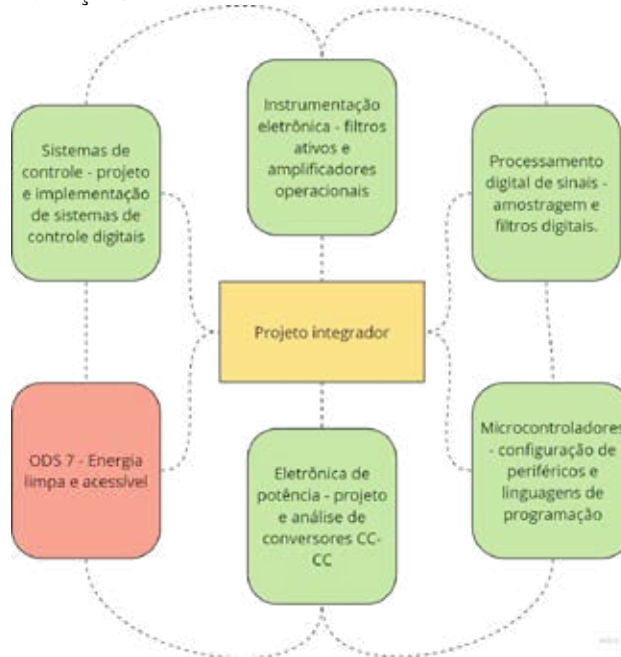 Instrumentação
eletrônica - filtros
ativos e
amplificadores
operacionais
Sistemas de
controle - projeto
e implementação
de sistemas de
controle digitais
Processamento
digital de sinais -
amostragem e
filtros digitais.
Projeto integrador
ODS 7 - Energia
limpa e acessível
Eletrônica de
potência - projeto
e análise de
conversores CC-
CC
Microcontroladores
- configuração de
periféricos e
linguagens de
programação